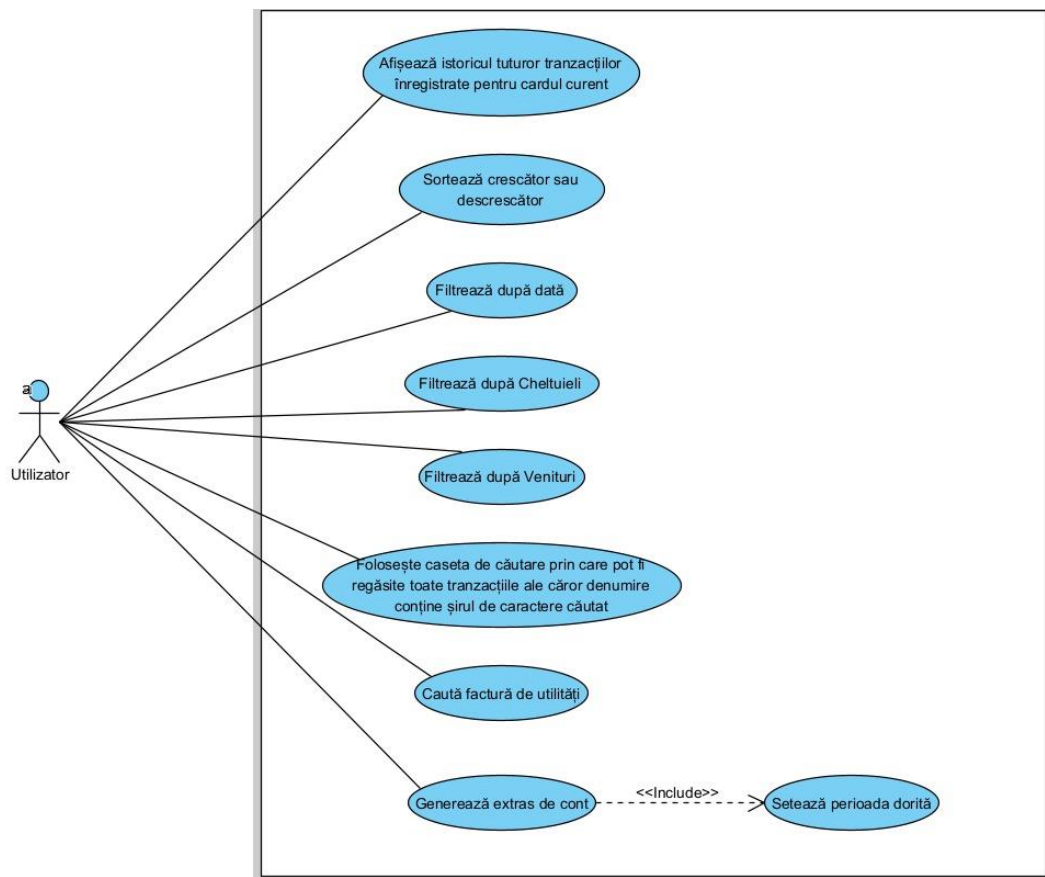 Afișează istoricul tuturor tranzacțiilor
înregistrate pentru cardul curent
Sortează crescător sau
descrescător
Filtrează după dată
Filtrează după Cheltuieli
a
Utilizator
Filtrează după Venituri
Folosește caseta de căutare prin care pot fi
regăsite toate tranzacțiile ale căror denumire
conține șirul de caractere căutat
Caută factură de utilități
Generează extras de cont
<<Include>>
Setează perioada dorită